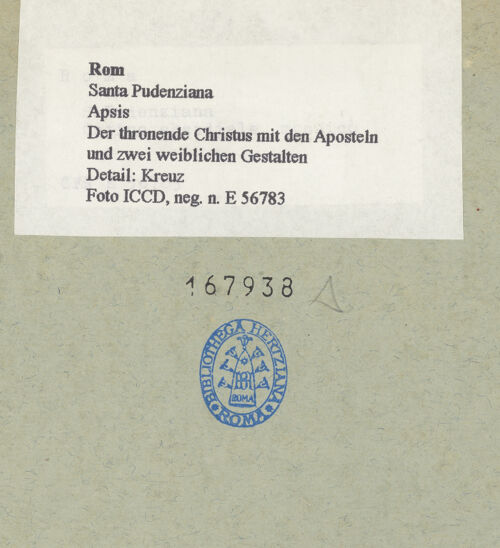 Rom
Santa Pudenziana
Apsis
Der thronende Christus mit den Aposteln
und zwei weiblichen Gestalten
Detail: Kreuz
Foto ICCD, neg. n. E 56783
167938
BIBLIOTHECA HERTZIANA
ROMA
ROMA